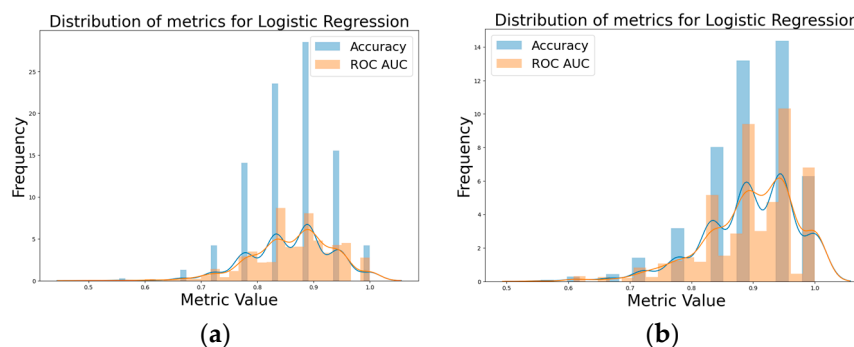 Distribution of metrics for Logistic Regression
Accuracy
ROC AUC
Frequency
25
20
15
10
5
0
0.5 0.6 0.7 0.8 0.9 1.0
Metric Value
(a)
Distribution of metrics for Logistic Regression
Accuracy
ROC AUC
Frequency
14
12
10
8
6
4
2
0
0.5 0.6 0.7 0.8 0.9 1.0
Metric Value
(b)